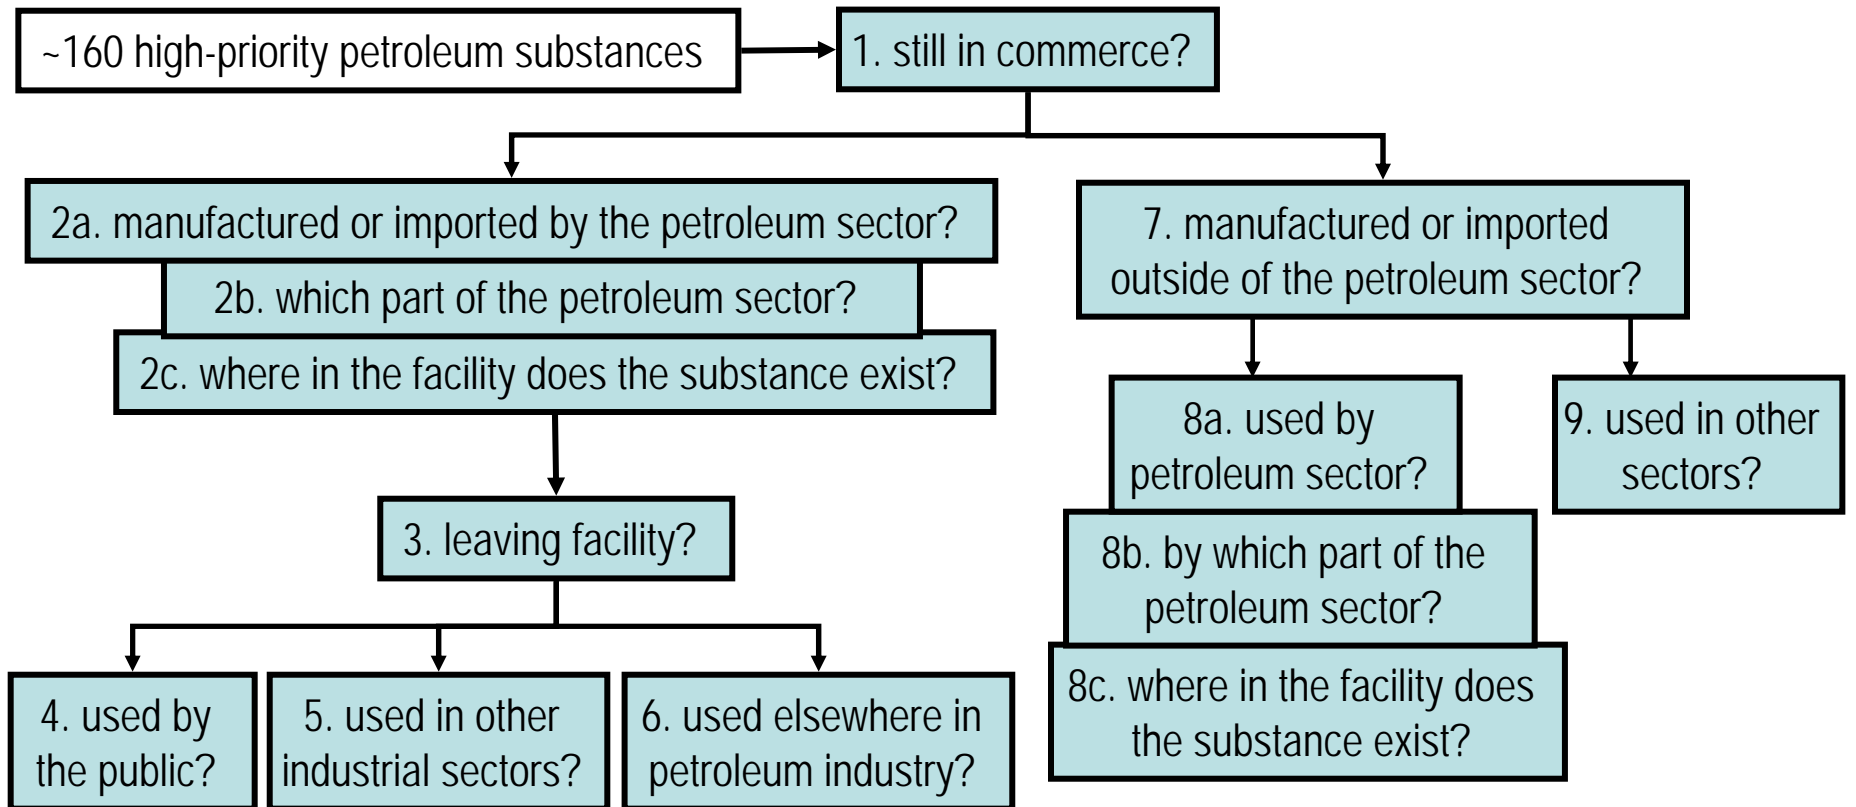 ~160 high-priority petroleum substances
1. still in commerce?
2a. manufactured or imported by the petroleum sector?
2b. which part of the petroleum sector?
2c. where in the facility does the substance exist?
3. leaving facility?
4. used by
the public?
5. used in other
industrial sectors?
6. used elsewhere in
petroleum industry?
7. manufactured or imported
outside of the petroleum sector?
8a. used by
petroleum sector?
8b. by which part of the
petroleum sector?
8c. where in the facility does
the substance exist?
9. used in other
sectors?